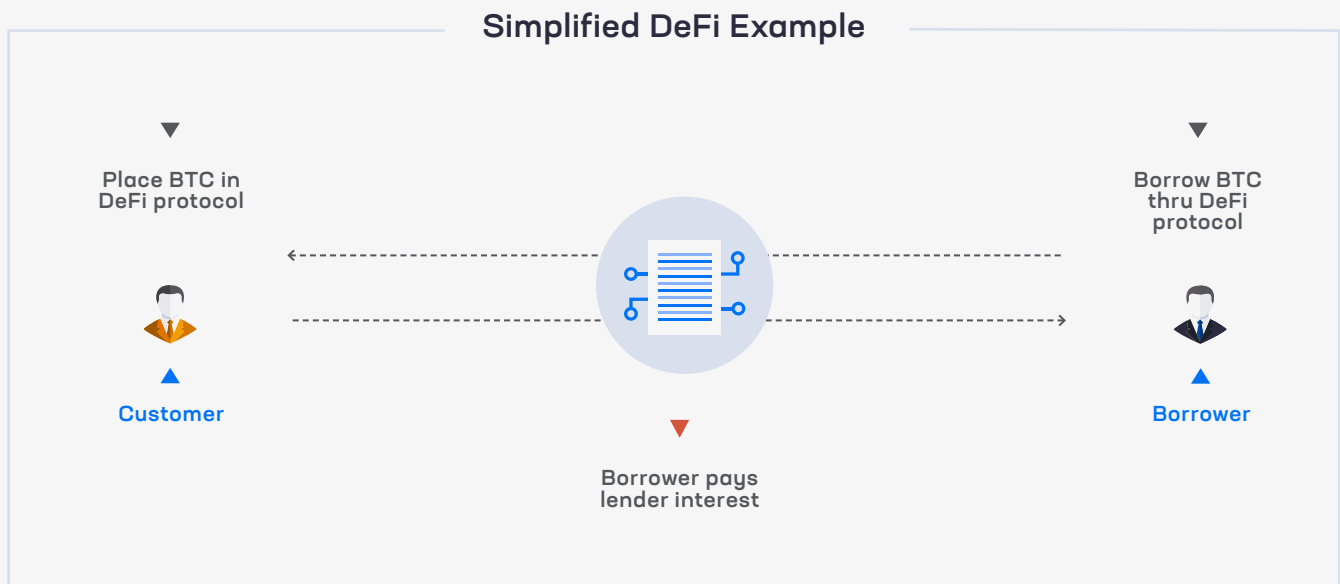 Simplified DeFi Example
Place BTC in
DeFi protocol
Borrow BTC
thru DeFi
protocol
Customer
Borrower
Borrower pays
lender interest